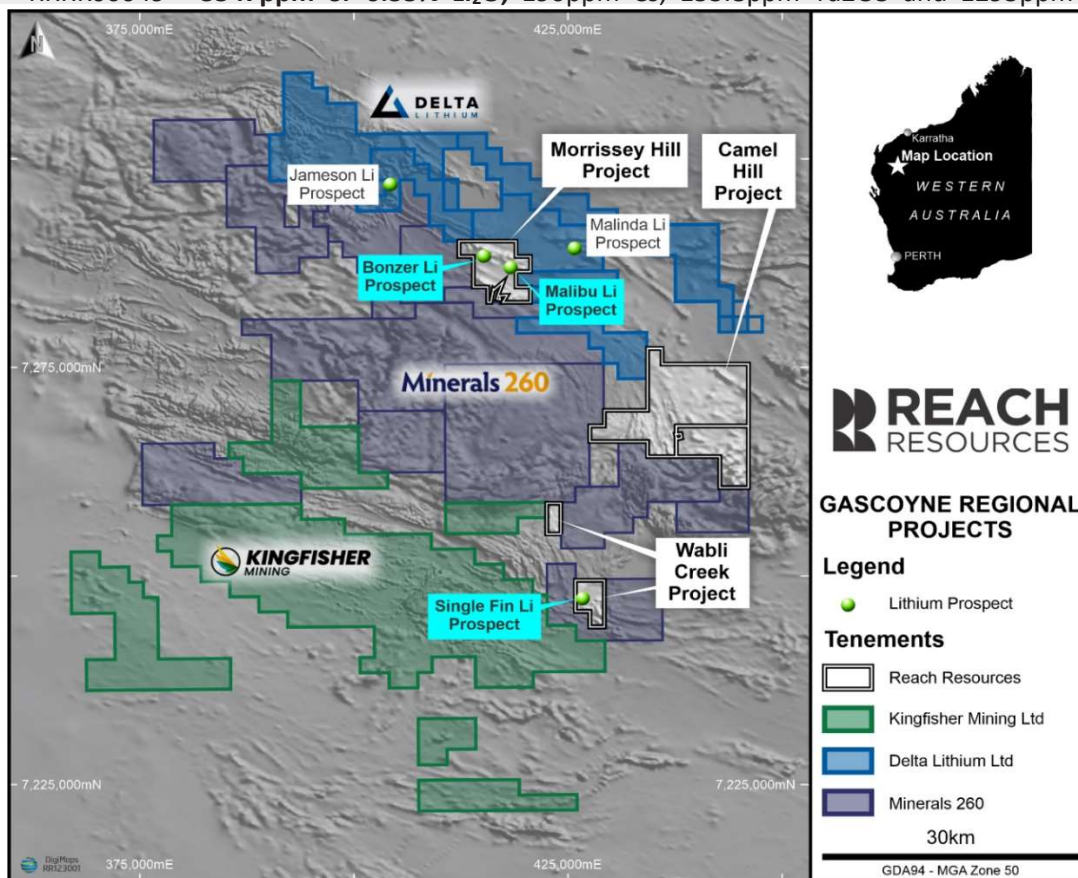 375,000mE
425,000mE
N
DELTA
LITHIUM
Morrissey Hill
Project
Camel
Hill
Project
Jameson Li
Prospect
Malinda Li
Prospect
Bonzer Li
Prospect
Malibu Li
Prospect
7,275,000mN
Minerals 260
KINGFISHER
MINING
Wabli
Creek
Project
Single Fin Li
Prospect
7,225,000mN
7,225,000mN
DigiMaps
RR123001
375,000mE
425,000mE
Karratha
Map Location
WESTERN
AUSTRALIA
PERTH
REACH
RESOURCES
GASCOYNE REGIONAL
PROJECTS
Legend
Lithium Prospect
Tenements
Reach Resources
Kingfisher Mining Ltd
Delta Lithium Ltd
Minerals 260
30km
GDA94 - MGA Zone 50